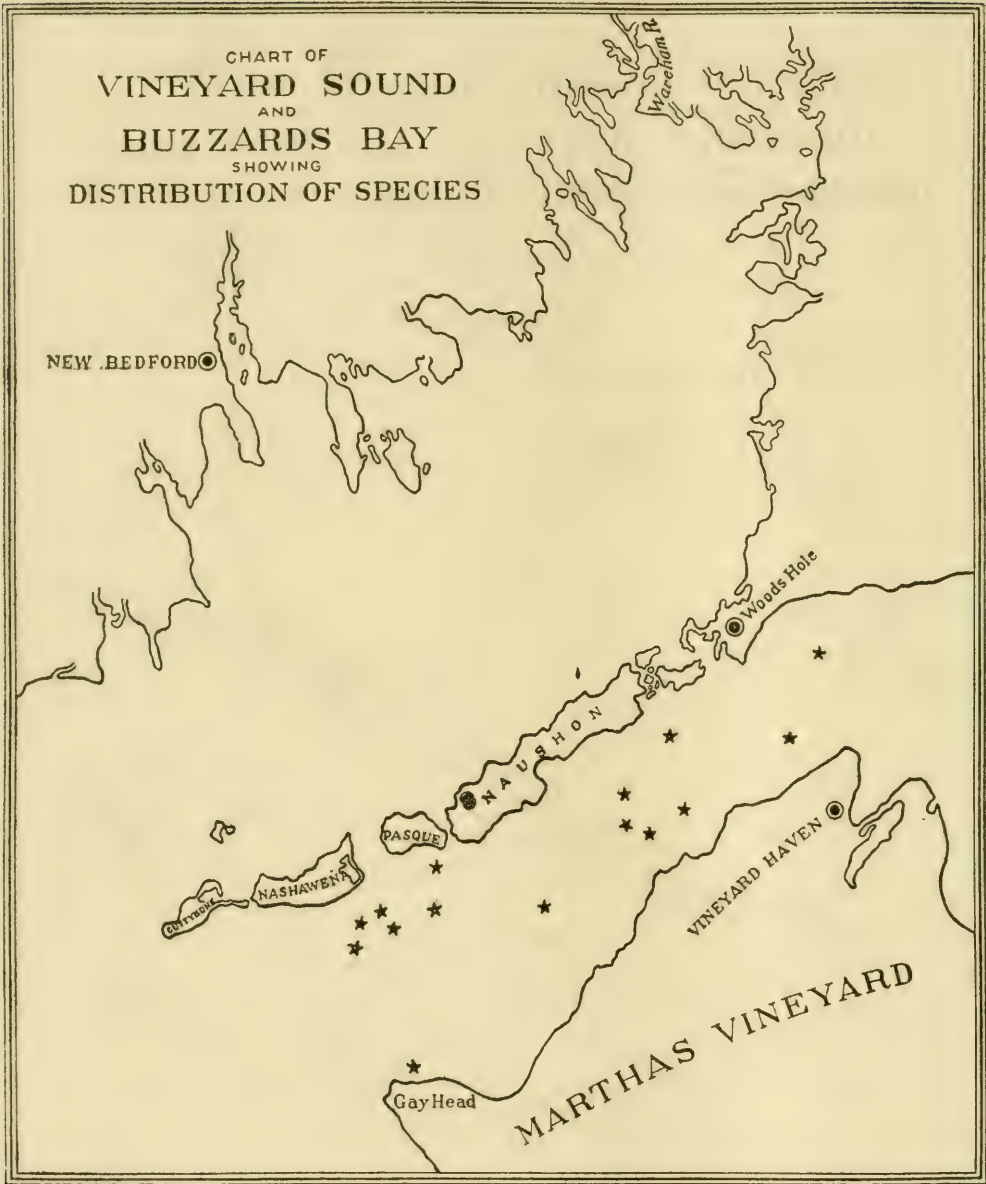 CHART OF
VINEYARD SOUND
AND
BUZZARDS BAY
SHOWING
DISTRIBUTION OF SPECIES
Wareham R.
NEW BEDFORD
Woods Hole
NAUSHON
PASQUE
NASHAWENA
CUTTYHUNK
VINEYARD HAVEN
MARTHAS VINEYARD
Gay Head